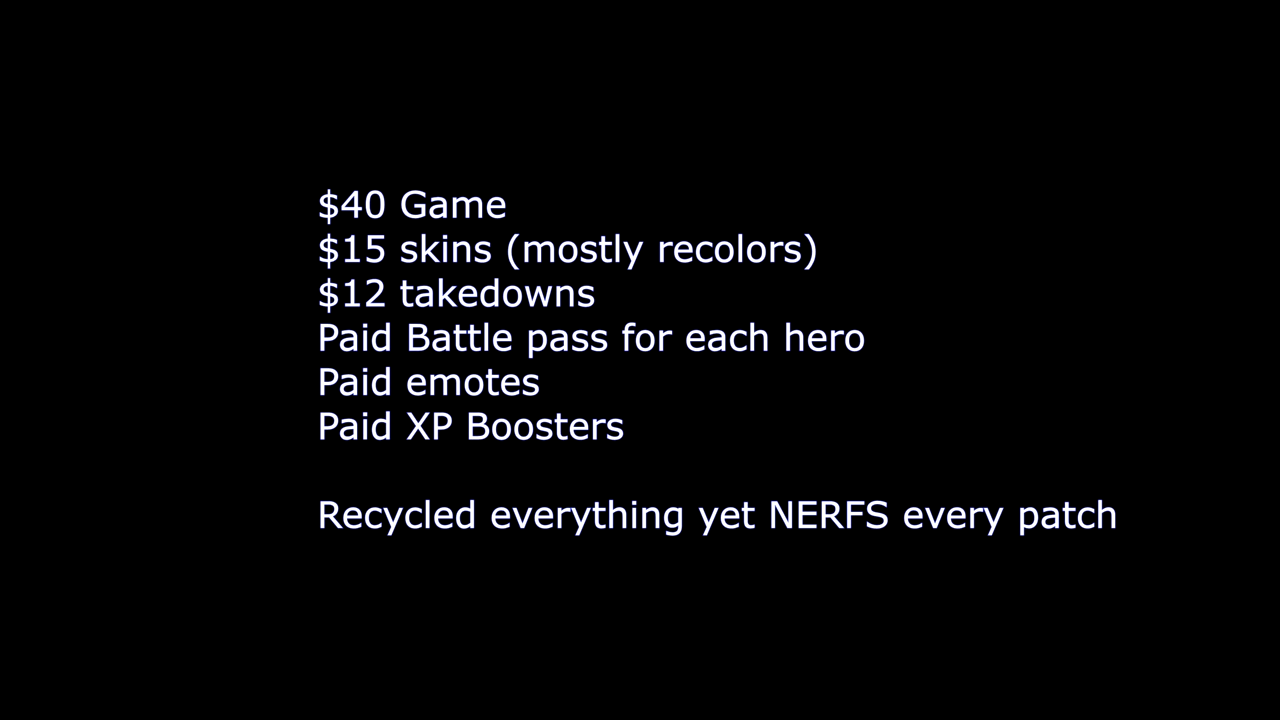 $40 Game
$15 skins (mostly recolors)
$12 takedowns
Paid Battle pass for each hero
Paid emotes
Paid XP Boosters
Recycled everything yet NERFS every patch